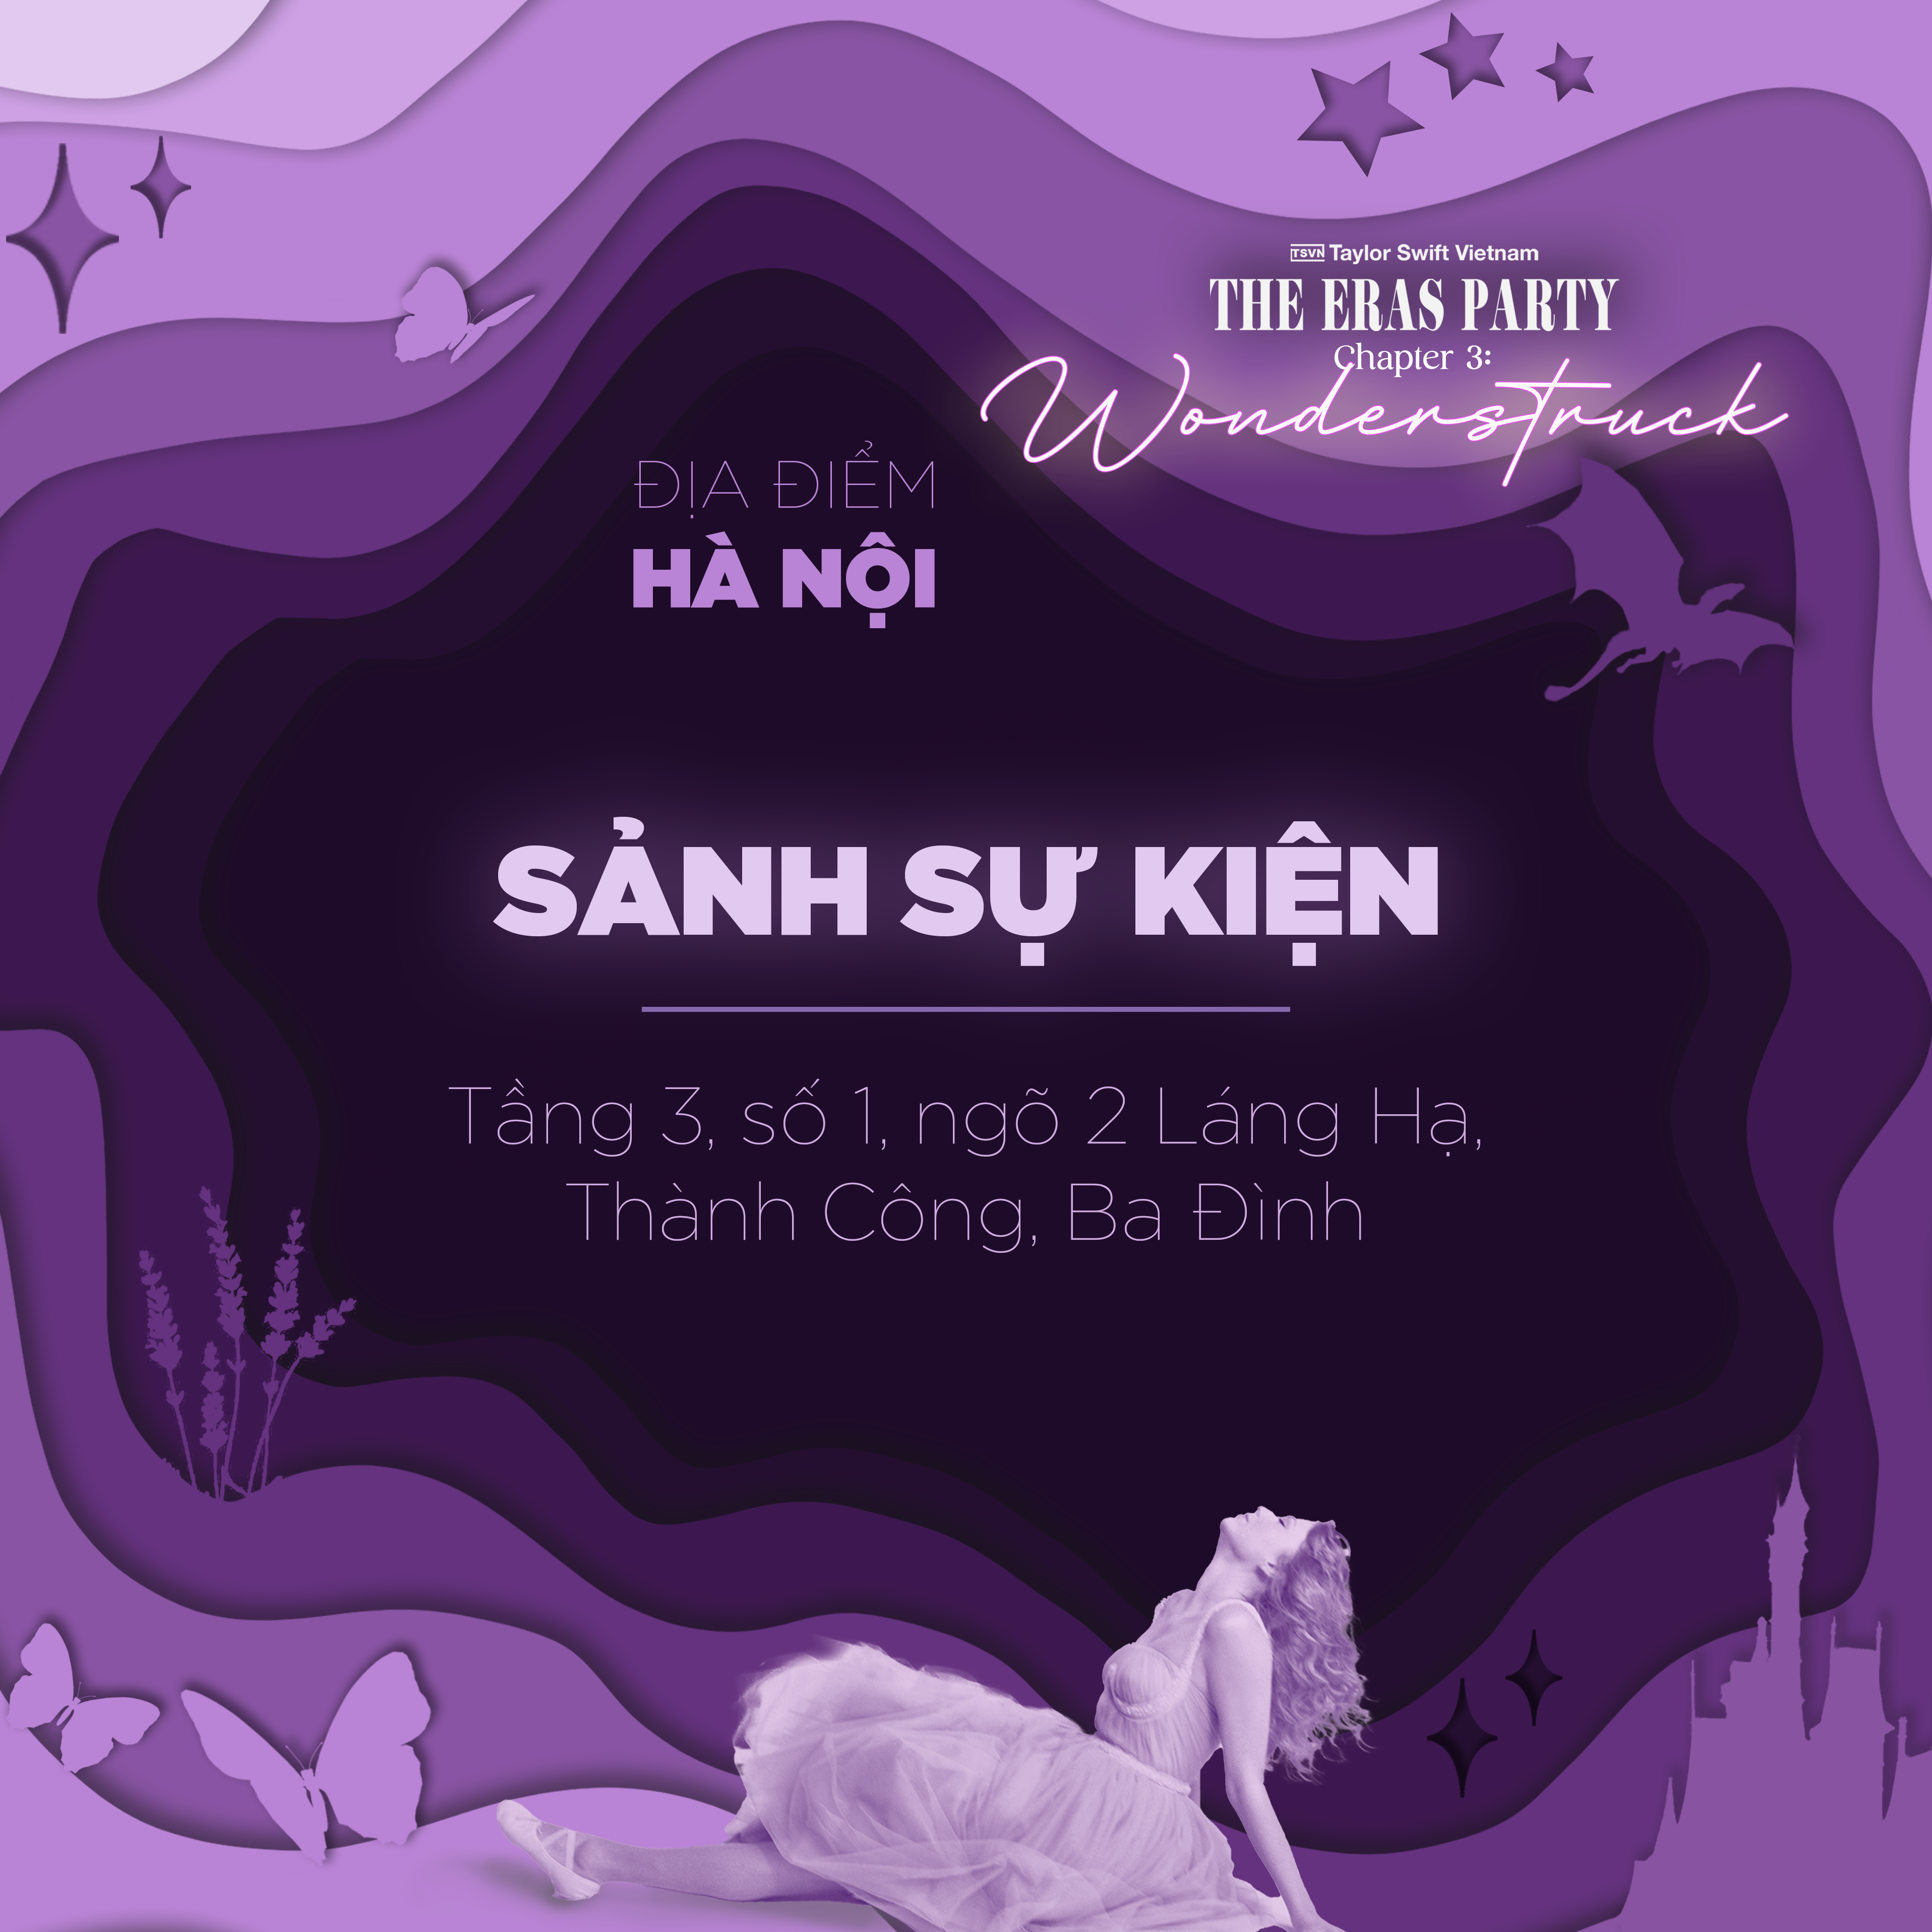 TSVN Taylor Swift Vietnam
THE ERAS PARTY
Chapter 3:
Wonderstruck
ĐỊA ĐIỂM
HÀ NỘI
SẢNH SỰ KIỆN
Tầng 3, số 1, ngõ 2 Láng Hạ,
Thành Công, Ba Đình